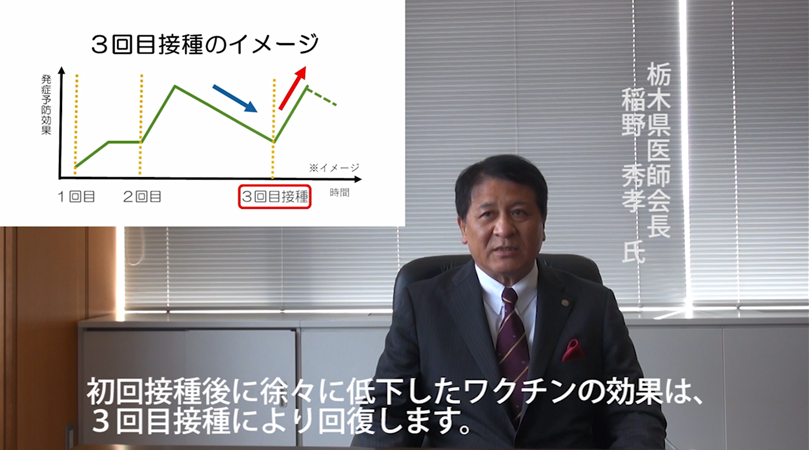 ３回目接種のイメージ
発症予防効果
※イメージ
１回目
２回目
３回目接種
時間
栃木県医師会長
稲野　秀孝　氏
初回接種後に徐々に低下したワクチンの効果は、
３回目接種により回復します。